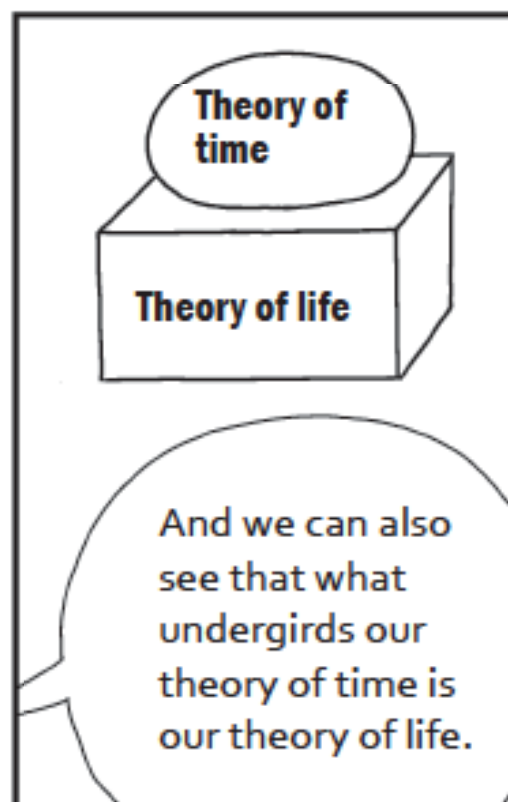 Theory of
time
Theory of life
And we can also
see that what
undergirds our
theory of time is
our theory of life.